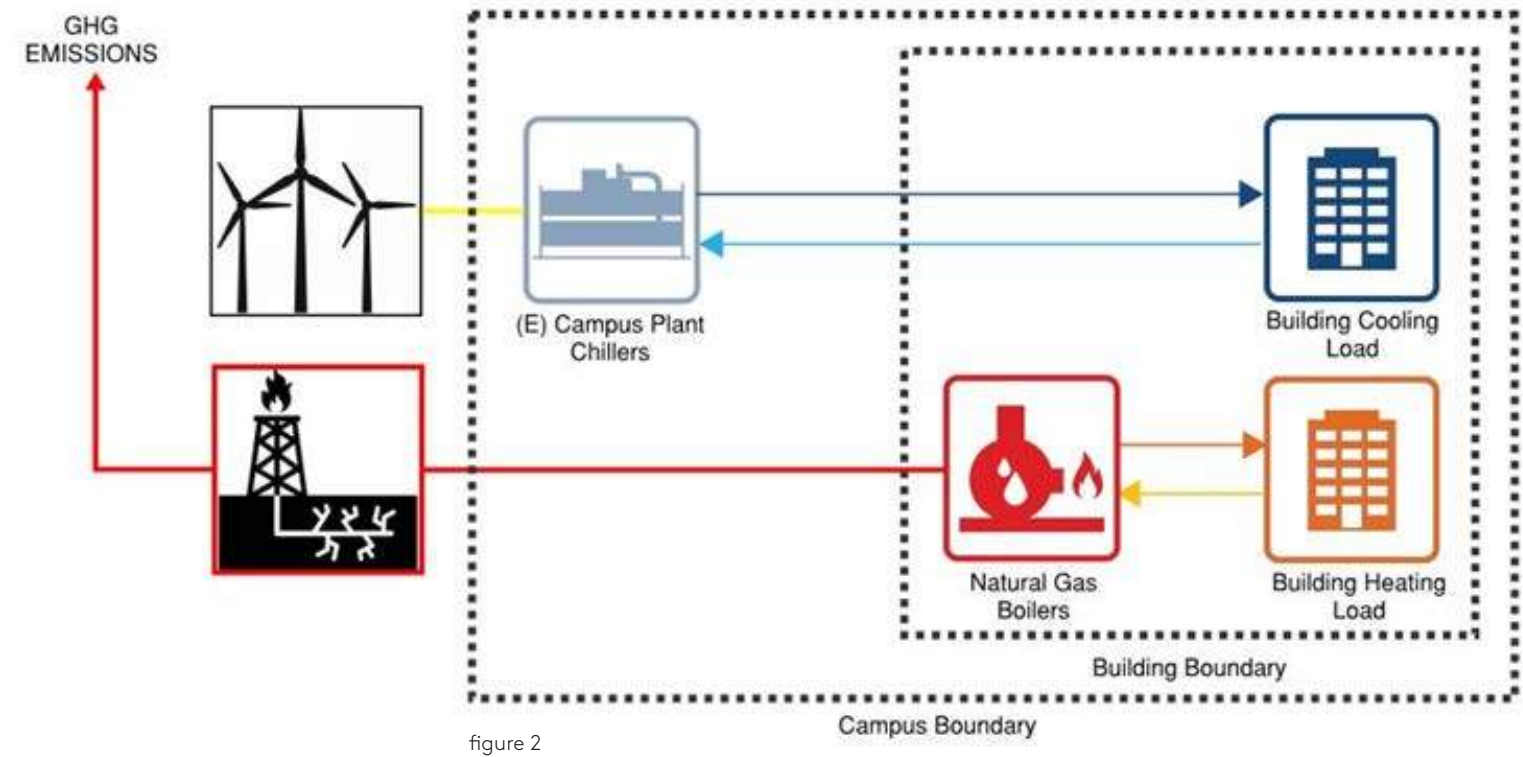 GHG
EMISSIONS
(E) Campus Plant
Chillers
Building Cooling
Load
Natural Gas
Boilers
Building Heating
Load
Building Boundary
Campus Boundary
figure 2